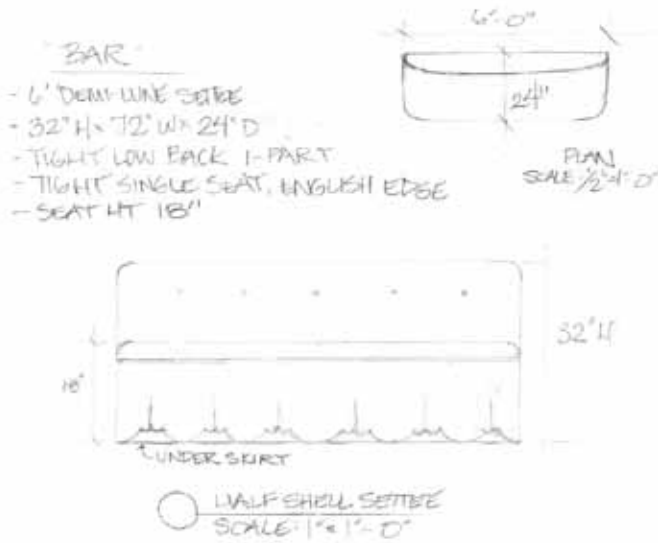 BAR
- 6' DEMI-LUNE SETTEE
- 32"H x 72"W x 24"D
- TIGHT LOW BACK 1-PART
- TIGHT SINGLE SEAT, ENGLISH EDGE
- SEAT HT 18"
6'-0"
24"
PLAN
SCALE: 1/2"=1'-0"
32"H
18"
UNDER SKIRT
HALF SHELL SETTEE
SCALE: 1"=1'-0"